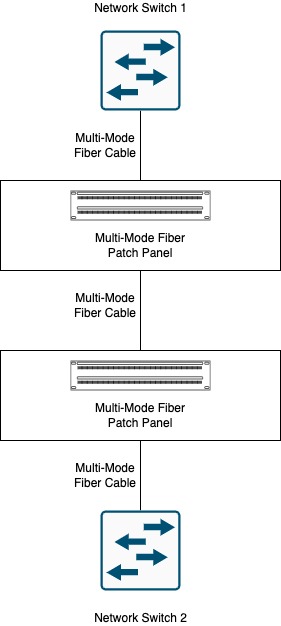 Network Switch 1
Multi-Mode
Fiber Cable
Multi-Mode Fiber
Patch Panel
Multi-Mode
Fiber Cable
Multi-Mode Fiber
Patch Panel
Multi-Mode
Fiber Cable
Network Switch 2